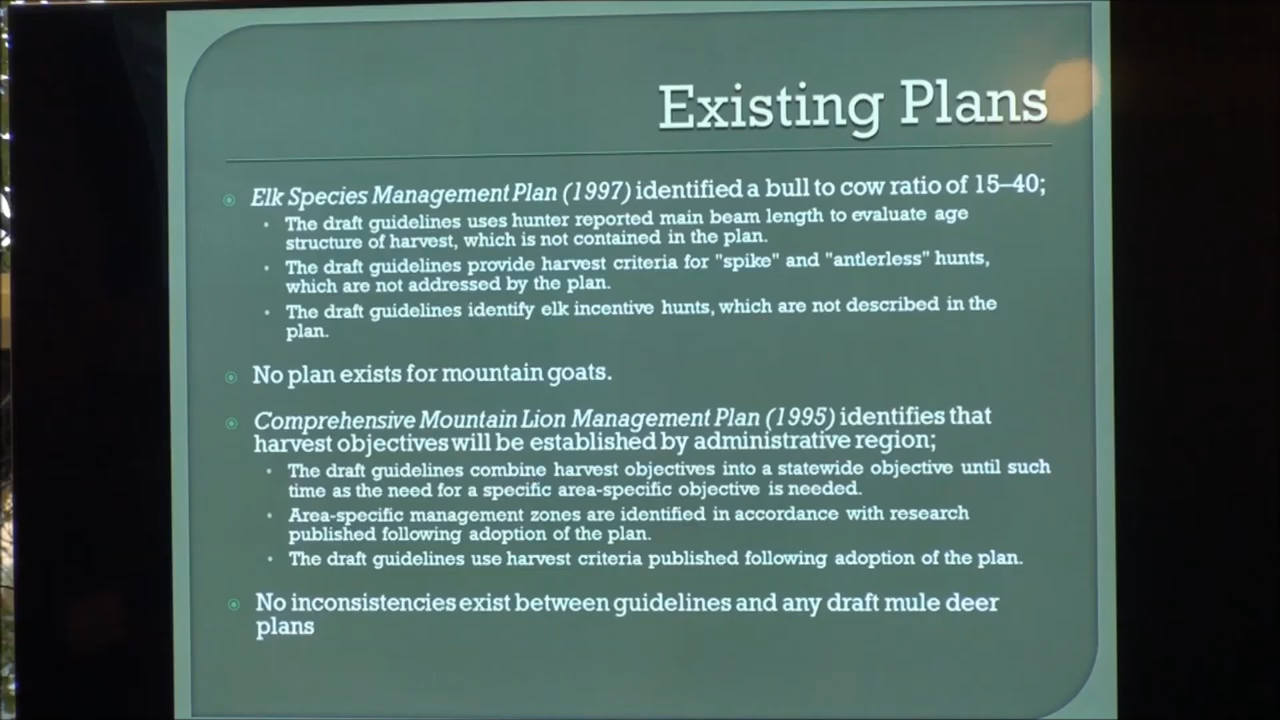 Existing Plans
Elk Species Management Plan (1997) identified a bull to cow ratio of 15–40;
The draft guidelines uses hunter reported main beam length to evaluate age
structure of harvest, which is not contained in the plan.
The draft guidelines provide harvest criteria for "spike" and "antlerless" hunts,
which are not addressed by the plan.
The draft guidelines identify elk incentive hunts, which are not described in the
plan.
No plan exists for mountain goats.
Comprehensive Mountain Lion Management Plan (1995) identifies that
harvest objectives will be established by administrative region;
The draft guidelines combine harvest objectives into a statewide objective until such
time as the need for a specific area-specific objective is needed.
Area-specific management zones are identified in accordance with research
published following adoption of the plan.
The draft guidelines use harvest criteria published following adoption of the plan.
No inconsistencies exist between guidelines and any draft mule deer
plans